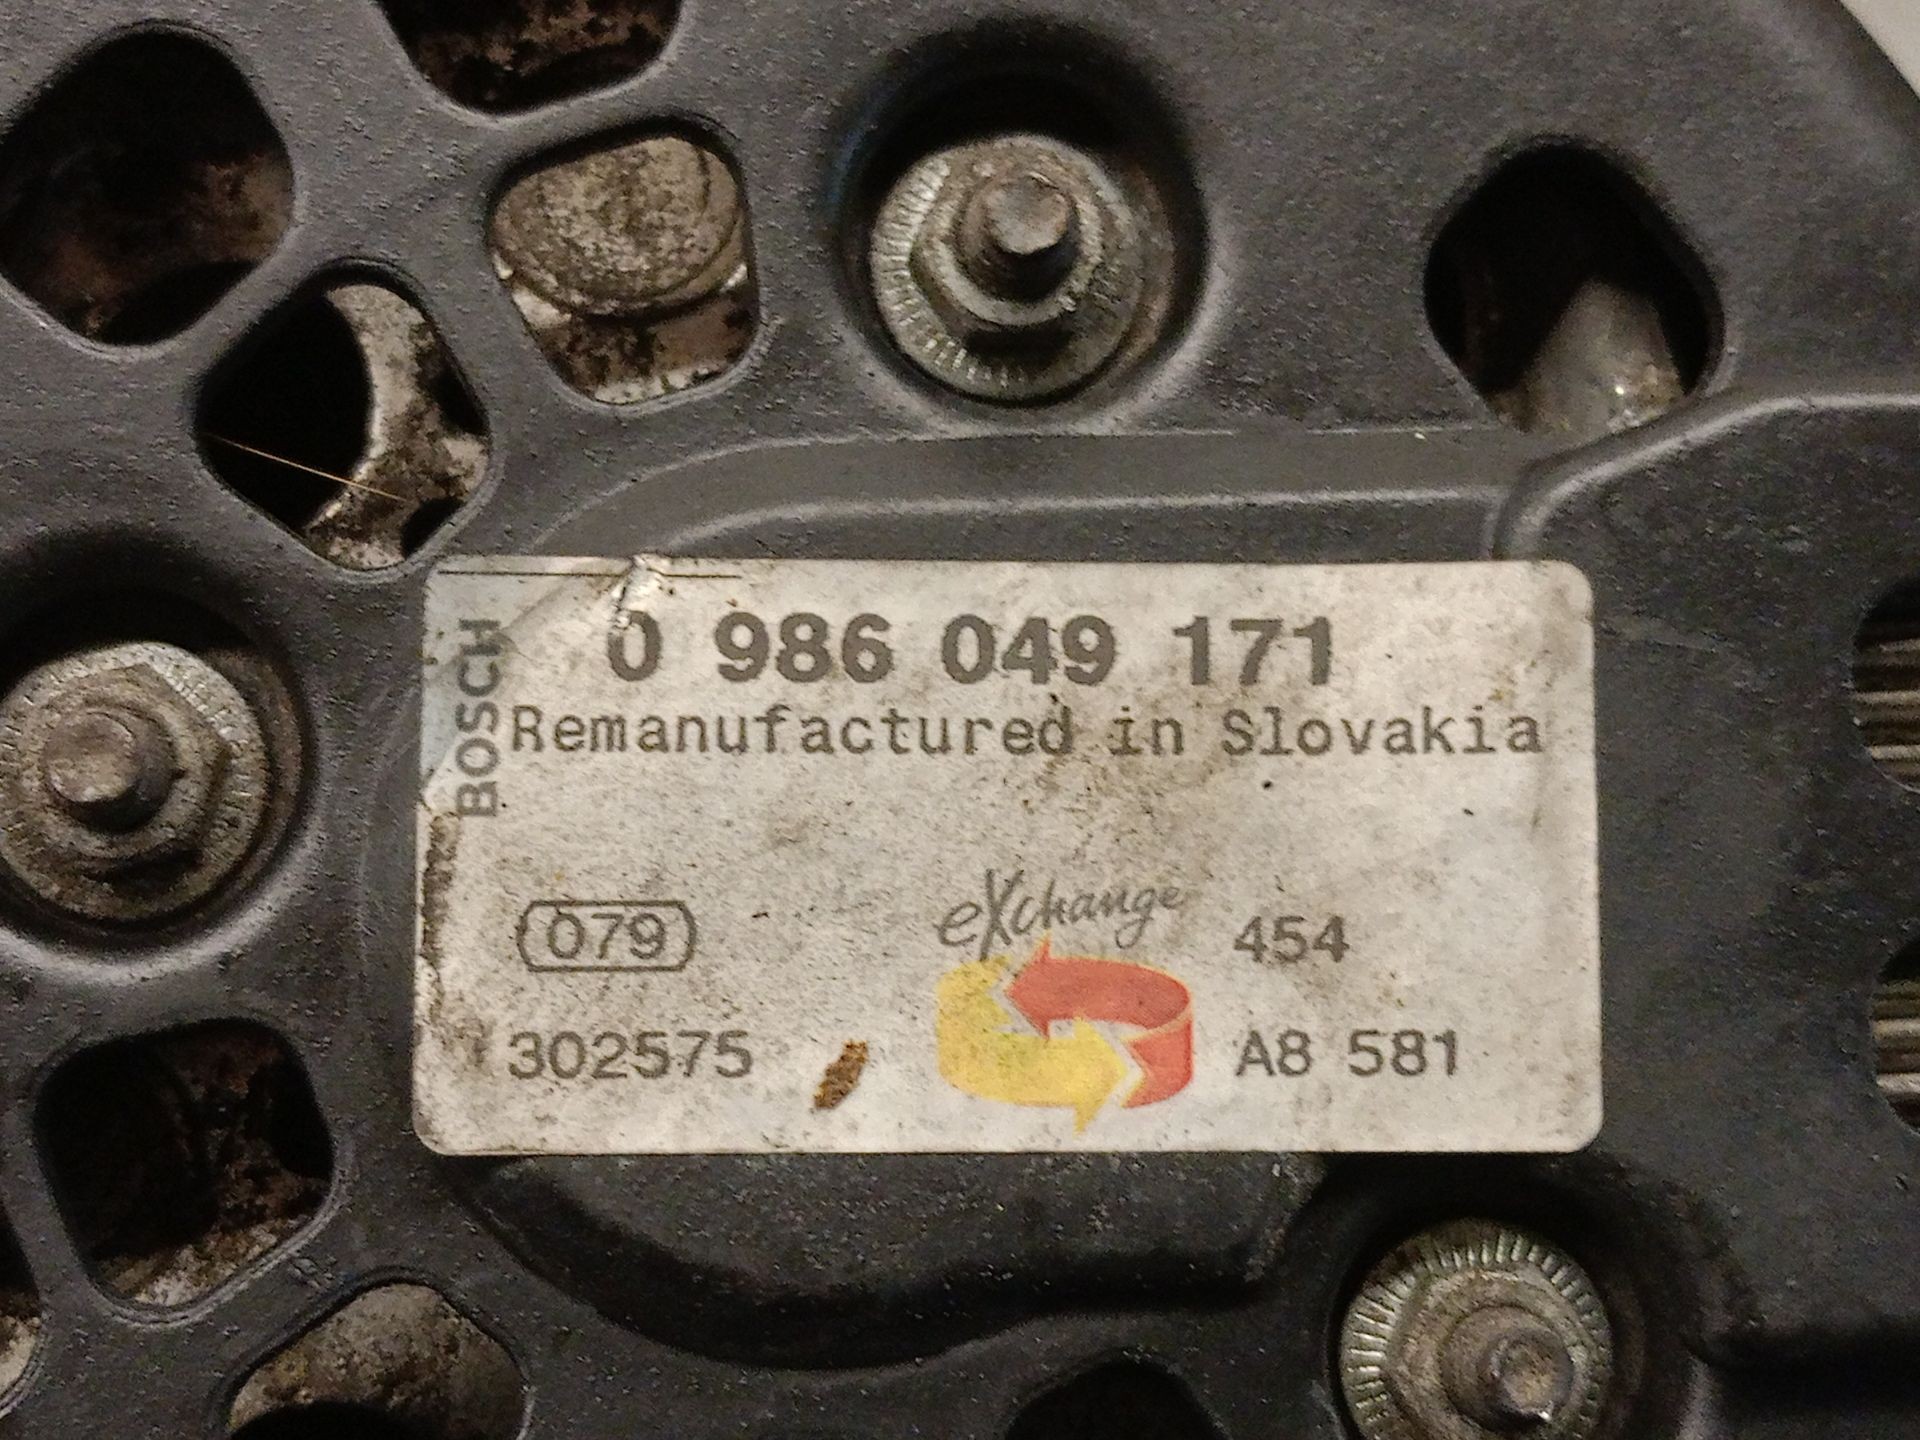 BOSCH
0 986 049 171
Remanufactured in Slovakia
079
eXchange
454
302575
A8 581